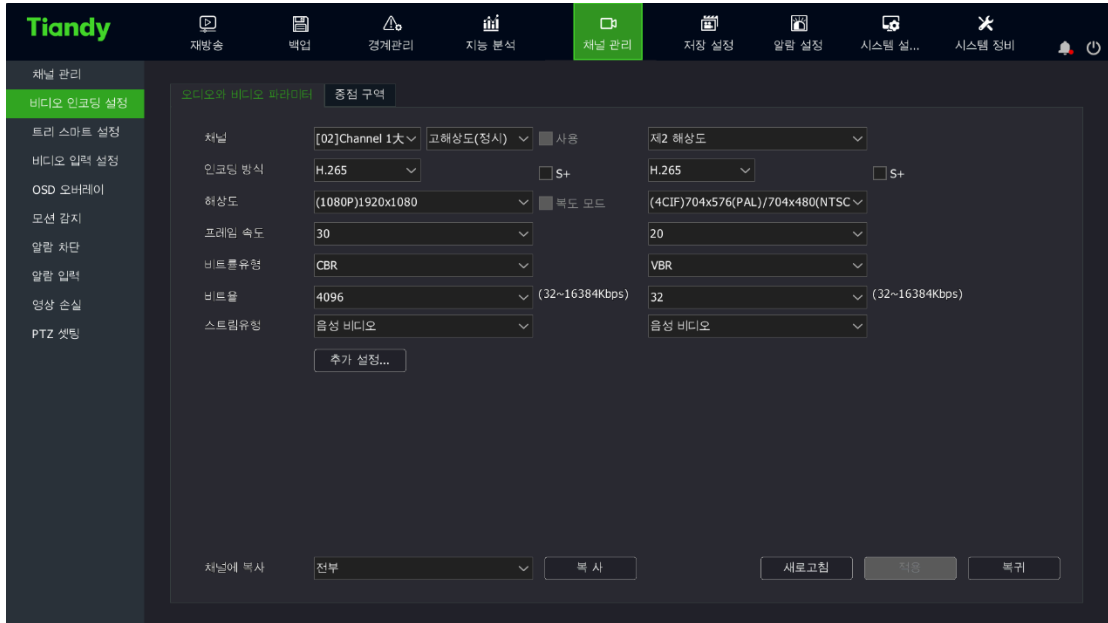 Tiandy
재방송 백업 경계관리 지능 분석 채널 관리 저장 설정 알람 설정 시스템 설... 시스템 정비
채널 관리
비디오 인코딩 설정
트리 스마트 설정
비디오 입력 설정
OSD 오버레이
모션 감지
알람 차단
알람 입력
영상 손실
PTZ 셋팅
오디오와 비디오 파라미터 중점 구역
채널 [02]Channel 1大 고해상도(정시) 사용 제2 해상도
인코딩 방식 H.265 S+ H.265 S+
해상도 (1080P)1920x1080 복도 모드 (4CIF)704x576(PAL)/704x480(NTSC
프레임 속도 30 20
비트률유형 CBR VBR
비트율 4096 (32~16384Kbps) 32 (32~16384Kbps)
스트림유형 음성 비디오 음성 비디오
추가 설정...
채널에 복사 전부 복 사 새로고침 적용 복귀